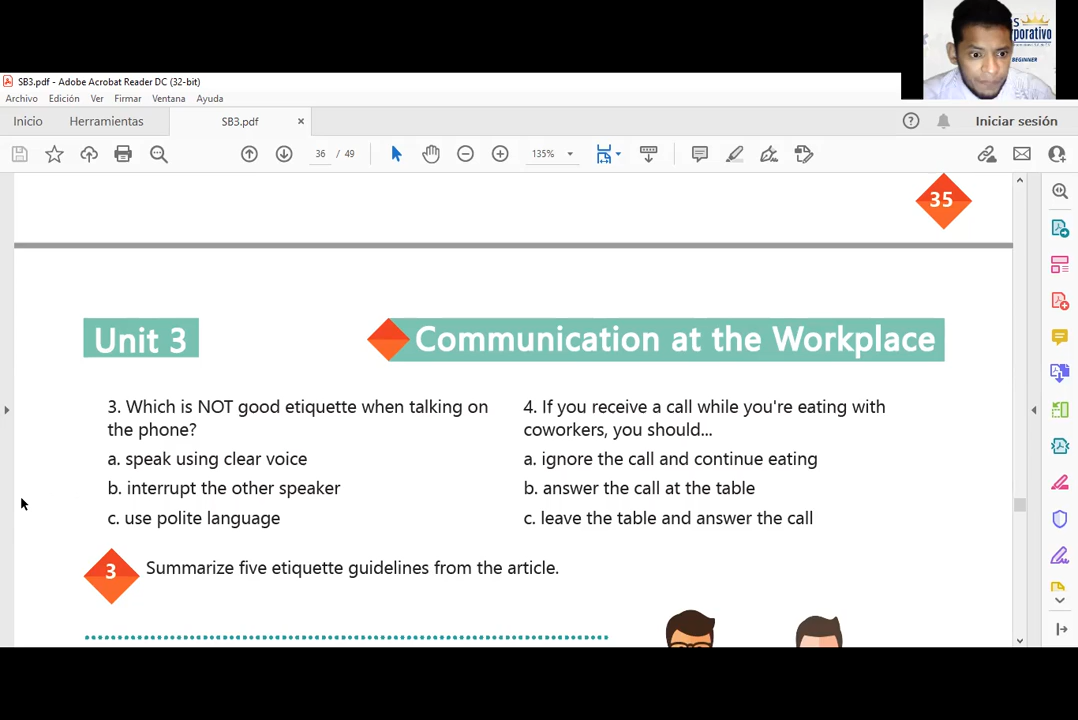 s
rporativo
BEGINNER
SB3.pdf - Adobe Acrobat Reader DC (32-bit)
Archivo Edición Ver Firmar Ventana Ayuda
Inicio Herramientas SB3.pdf × Iniciar sesión
36 / 49 135%
35
Unit 3 Communication at the Workplace
3. Which is NOT good etiquette when talking on
the phone?
a. speak using clear voice
b. interrupt the other speaker
c. use polite language
4. If you receive a call while you're eating with
coworkers, you should...
a. ignore the call and continue eating
b. answer the call at the table
c. leave the table and answer the call
3 Summarize five etiquette guidelines from the article.